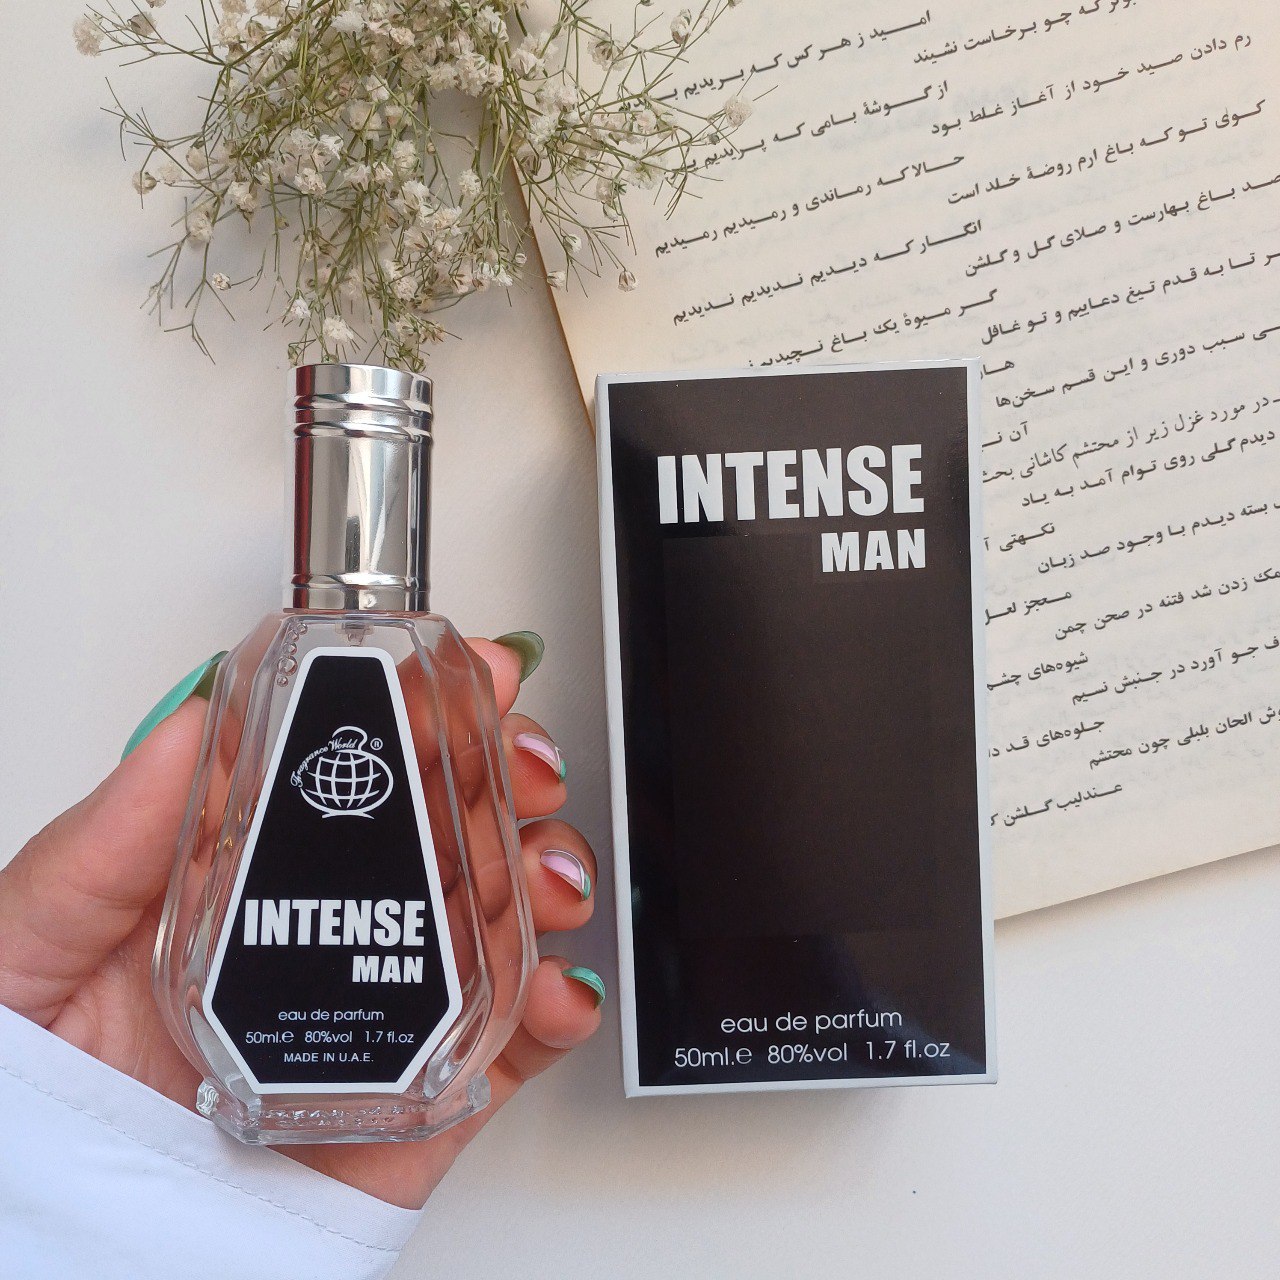 امید ز هر کس که بریدیم
که چو برخاست نشیند
از گوشهٔ بامی که پریدیم
رم دادن صید خود از آغاز غلط بود
حالا که رماندی و رمیدیم رمیدیم
کوی تو که باغ ارم روضهٔ خلد است
انگار که دیدیم ندیدیم ندیدیم
باغ بهارست و صلای گل و گلشن
گر میوهٔ یک باغ نچیدیم
تا به قدم تیغ دعاییم و تو غافل
سبب دوری و این قسم سخن‌ها
آن
در مورد غزل زیر از محتشم کاشانی
دیدم گلی روی توام آمد به یاد
نکهتی
بسته دیدم با وجود صد زبان
معجز لعل
زدن شد فتنه در صحن چمن
شیوه‌های
جو آورد در جنبش نسیم
جلوه‌های قد
الحان بلبلی چون محتشم
عندلیب گلشن
INTENSE
MAN
eau de parfum
50ml.e 80%vol 1.7 fl.oz
Fragrance World ®
INTENSE
MAN
eau de parfum
50ml.e 80%vol 1.7 fl.oz
MADE IN U.A.E.